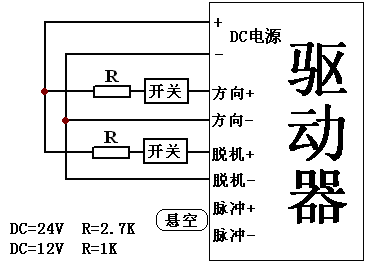 +
DC电源
-
R 开关 方向+
方向-
R 开关 脱机+
脱机-
悬空 脉冲+
脉冲-
驱动器
DC=24V R=2.7K
DC=12V R=1K